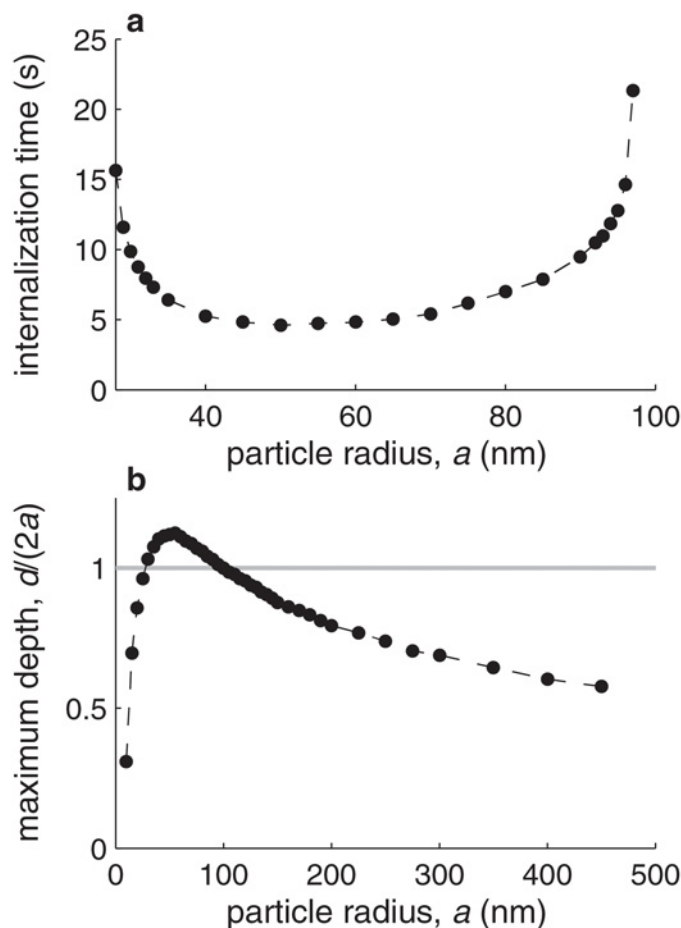 a
25
20
15
10
5
0
internalization time (s)
40 60 80 100
particle radius, a (nm)
b
1
0.5
0
maximum depth, d/(2a)
0 100 200 300 400 500
particle radius, a (nm)